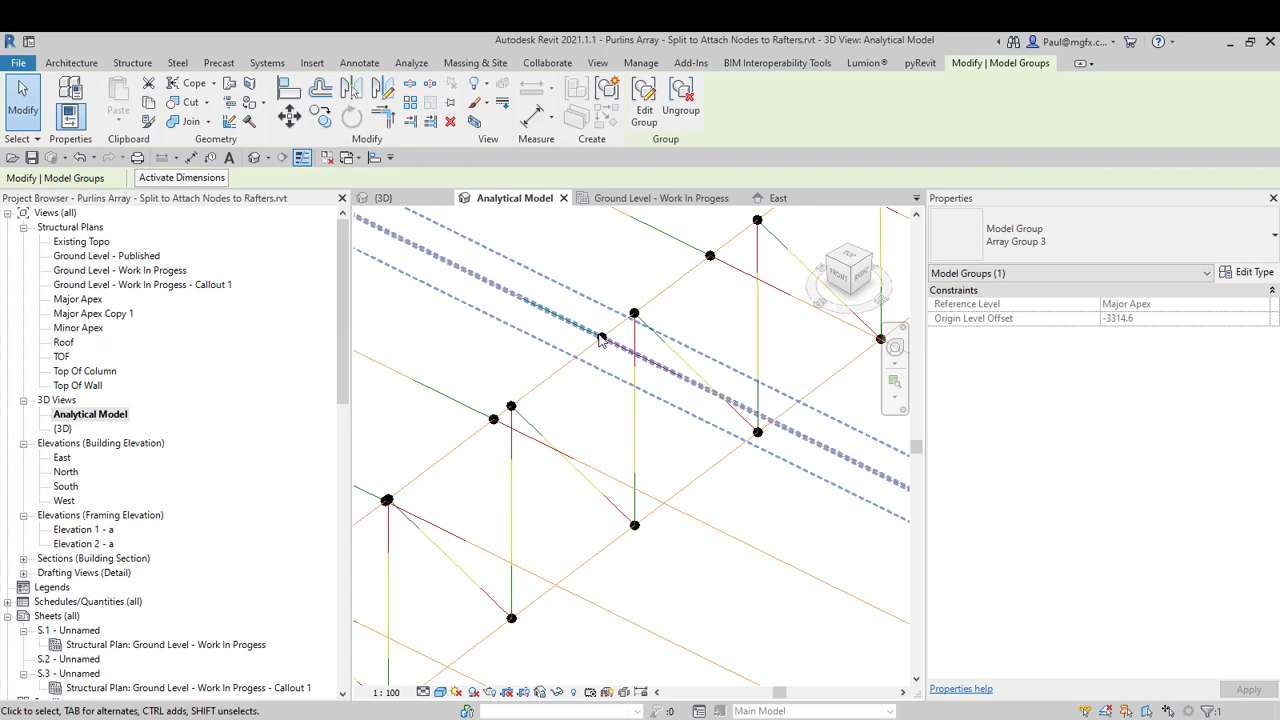 Autodesk Revit 2021.1.1 - Purlins Array - Split to Attach Nodes to Rafters.rvt - 3D View: Analytical Model
Paul@mgfx.c...
File Architecture Structure Steel Precast Systems Insert Annotate Analyze Massing & Site Collaborate View Manage Add-Ins BIM Interoperability Tools Lumion® pyRevit Modify | Model Groups
Modify Paste Cope Cut Join Edit Group Ungroup
Select Properties Clipboard Geometry Modify View Measure Create Group
Modify | Model Groups Activate Dimensions
Project Browser - Purlins Array - Split to Attach Nodes to Rafters.rvt
{3D} Analytical Model Ground Level - Work In Progess East
Properties
Views (all)
Structural Plans
Existing Topo
Ground Level - Published
Ground Level - Work In Progess
Ground Level - Work In Progess - Callout 1
Major Apex
Major Apex Copy 1
Minor Apex
Roof
TOF
Top Of Column
Top Of Wall
3D Views
Analytical Model
{3D}
Elevations (Building Elevation)
East
North
South
West
Elevations (Framing Elevation)
Elevation 1 - a
Elevation 2 - a
Sections (Building Section)
Drafting Views (Detail)
Legends
Schedules/Quantities (all)
Sheets (all)
S.1 - Unnamed
Structural Plan: Ground Level - Work In Progess
S.2 - Unnamed
S.3 - Unnamed
Structural Plan: Ground Level - Work In Progess - Callout 1
TOP
FRONT
RIGHT
Model Group
Array Group 3
Model Groups (1) Edit Type
Constraints
Reference Level Major Apex
Origin Level Offset -3314.6
Properties help Apply
1 : 100
Click to select, TAB for alternates, CTRL adds, SHIFT unselects.
:0 Main Model :1